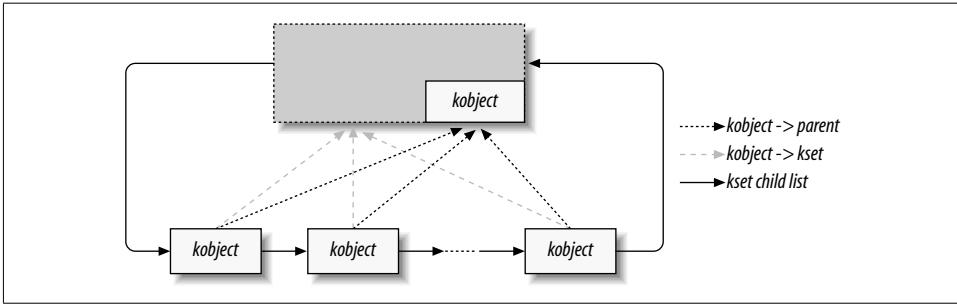 kobject
kobject -> parent
kobject -> kset
kset child list
kobject
kobject
kobject